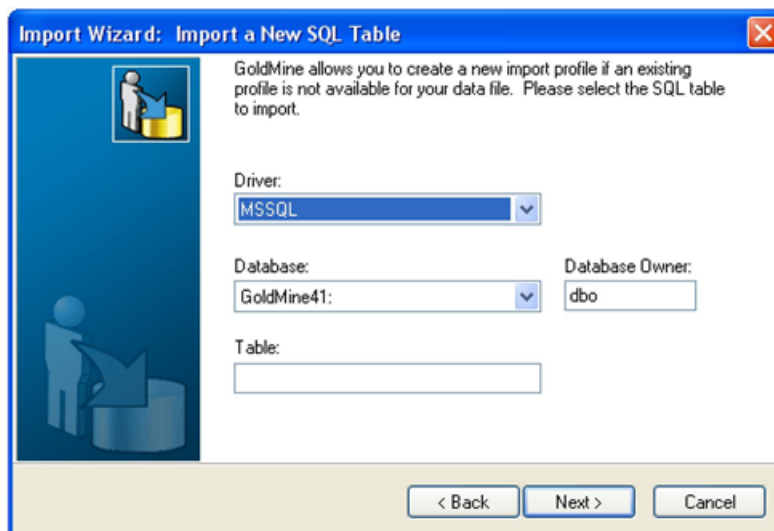 Import Wizard: Import a New SQL Table
GoldMine allows you to create a new import profile if an existing
profile is not available for your data file. Please select the SQL table
to import.
Driver:
MSSQL
Database:
Database Owner:
GoldMine41:
dbo
Table:
< Back
Next >
Cancel